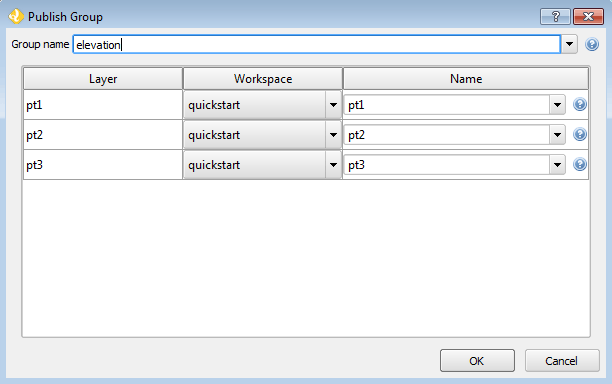 Publish Group
Group name elevation
Layer Workspace Name
pt1 quickstart pt1
pt2 quickstart pt2
pt3 quickstart pt3
OK Cancel